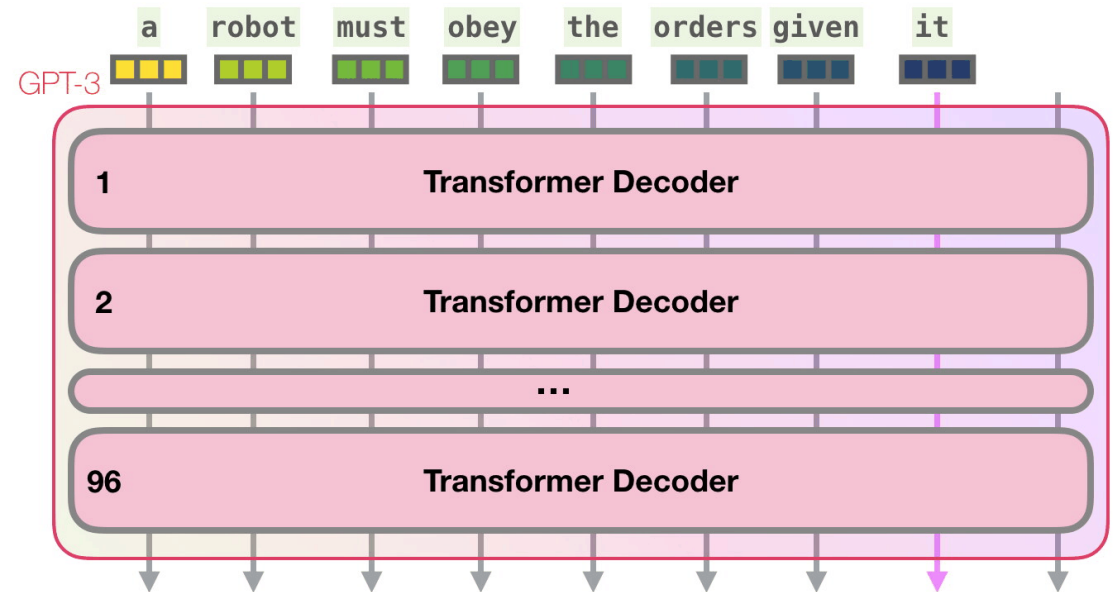 a robot must obey the orders given it
GPT-3
1 Transformer Decoder
2 Transformer Decoder
...
96 Transformer Decoder